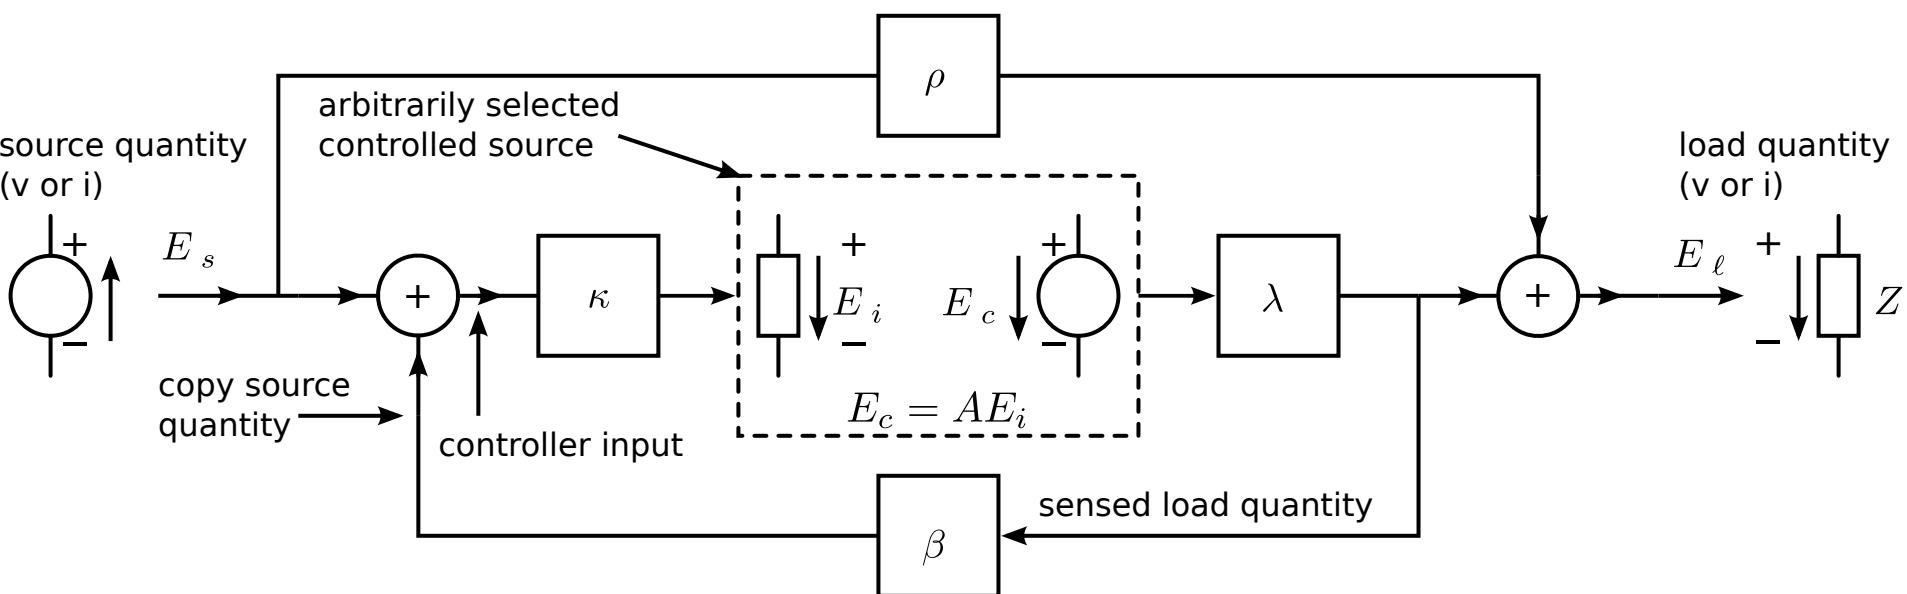 ρ
arbitrarily selected
controlled source
source quantity
(v or i)
load quantity
(v or i)
+
E s
+
κ
+
E i
−
+
E c
−
λ
+
E ℓ
+
−
Z
−
E_c = AE_i
copy source
quantity
controller input
sensed load quantity
β